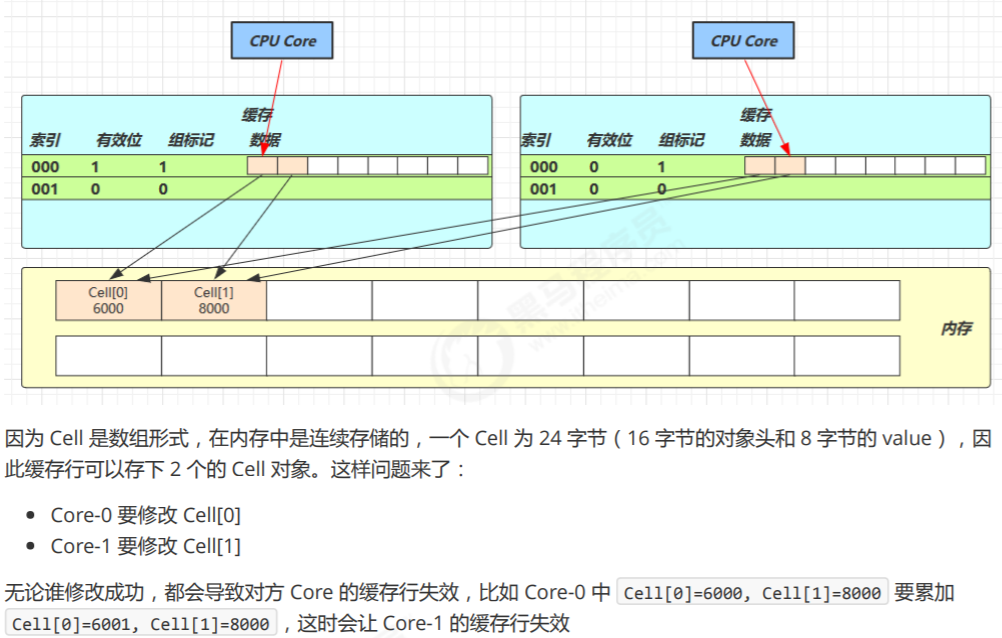 CPU Core
CPU Core
缓存
缓存
索引 有效位 组标记 数据
索引 有效位 组标记 数据
000 1 1
000 0 1
001 0 0
001 0 0
Cell[0] Cell[1]
6000 8000
内存
黑马程序员
因为 Cell 是数组形式，在内存中是连续存储的，一个 Cell 为 24 字节（16 字节的对象头和 8 字节的 value），因
此缓存行可以存下 2 个的 Cell 对象。这样问题来了：
• Core-0 要修改 Cell[0]
• Core-1 要修改 Cell[1]
无论谁修改成功，都会导致对方 Core 的缓存行失效，比如 Core-0 中 Cell[0]=6000, Cell[1]=8000 要累加
Cell[0]=6001, Cell[1]=8000 ，这时会让 Core-1 的缓存行失效